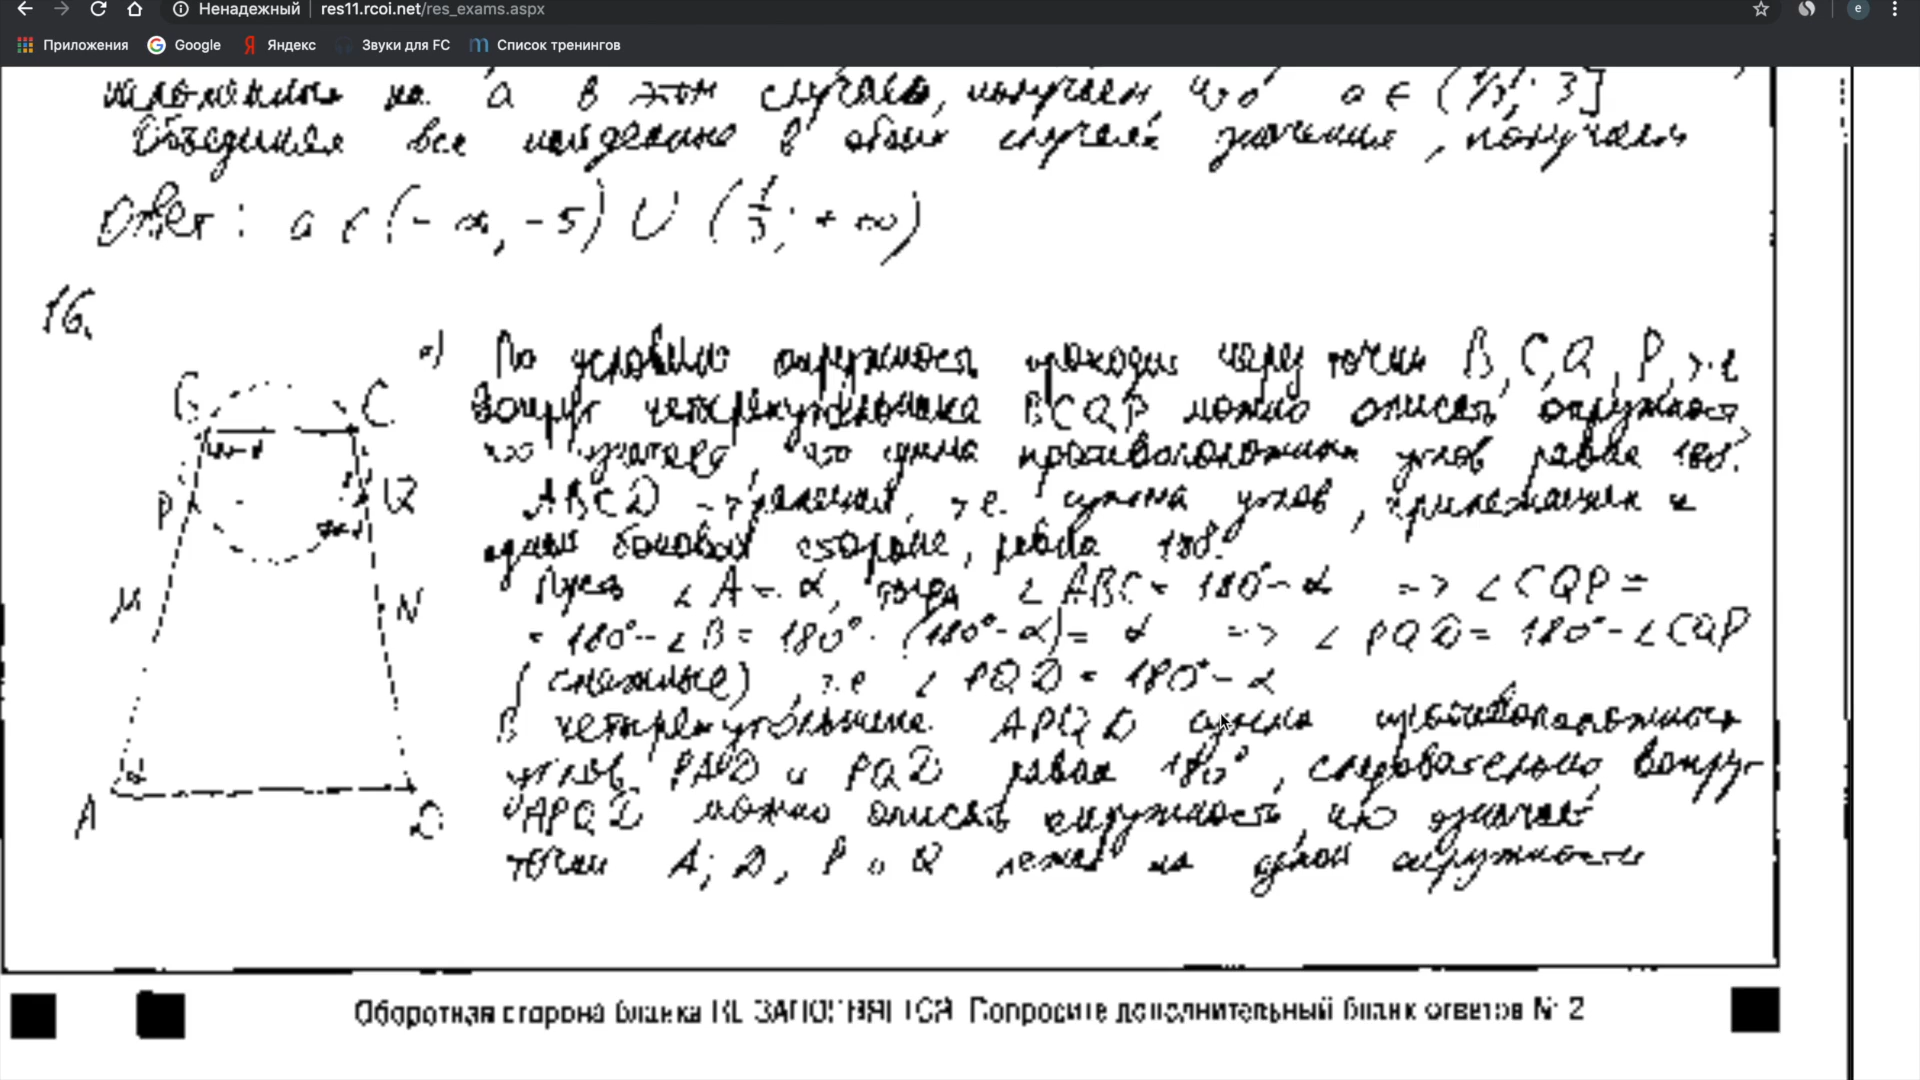 Ненадежный res11.rcoi.net/res_exams.aspx
Приложения Google Яндекс Звуки для FC Список тренингов
на a в этом случае, получаем, что a ∈ (1/3; 3]
Объединяя все найденные в обоих случаях значения, получаем
Ответ: a ∈ (-∞, -5) ∪ (1/3; +∞)
16.
а) По условию окружность проходит через точки B, C, Q, P, т.е
вокруг четырехугольника BCQP можно описать окружность,
что значает, что сумма противоположных углов равна 180°.
ABCD - трапеция, т.е. сумма углов, прилежащих к
одной боковой стороне, равна 180°.
Пусть ∠A = α, тогда ∠ABC = 180° - α => ∠CQP =
= 180° - ∠B = 180° - (180° - α) = α => ∠PQD = 180° - ∠CQP
(смежные), т.е ∠PQD = 180° - α
В четырехугольнике APQD сумма противоположных
углов PAD и PQD равна 180°, следовательно вокруг
APQD можно описать окружность, что значает
точки A; D, P и Q лежат на одной окружности
B C
P Q
M N
A D
Оборотная сторона бланка НЕ ЗАПОЛНЯЕТСЯ. Попросите дополнительный бланк ответов № 2